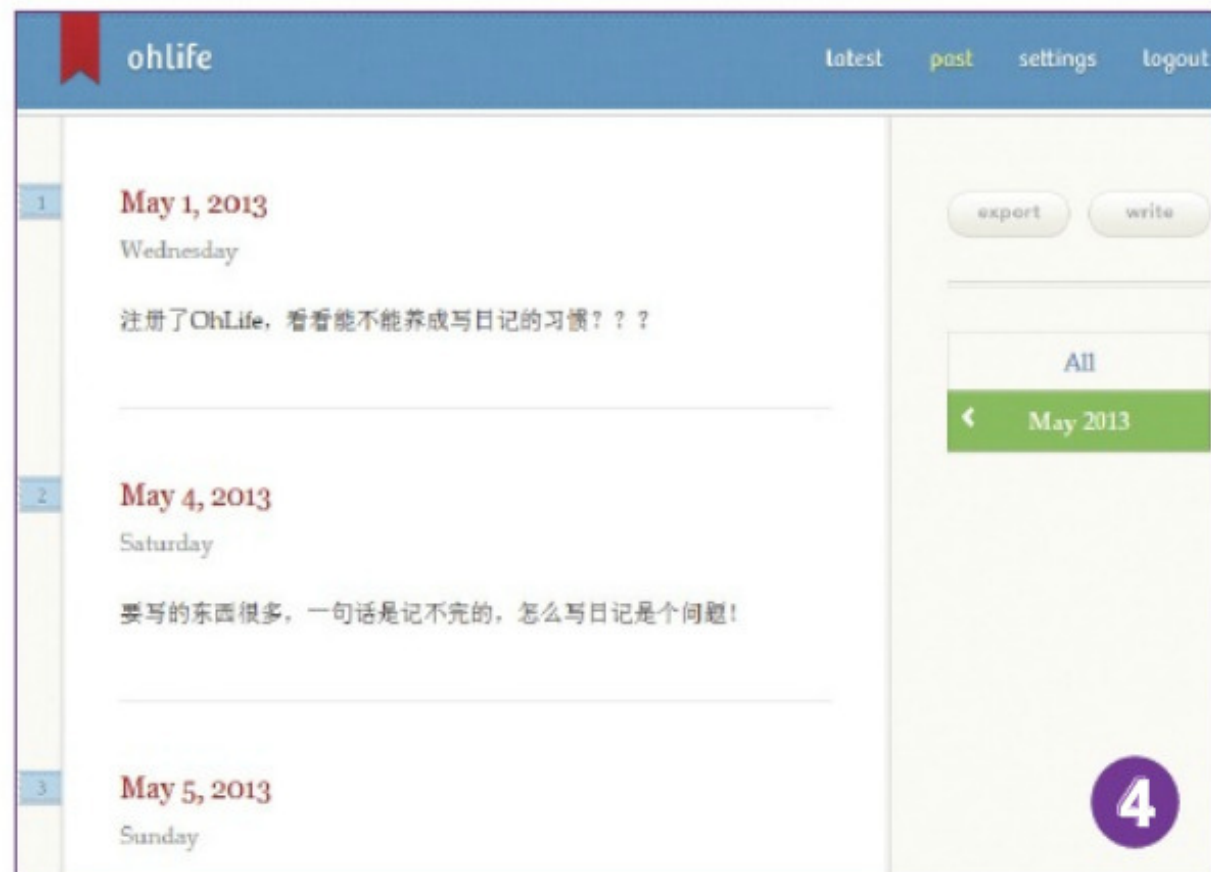 ohlife
latest past settings logout
1
May 1, 2013
Wednesday
注册了OhLife，看看能不能养成写日记的习惯？？？
export write
All
May 2013
2
May 4, 2013
Saturday
要写的东西很多，一句话是记不完的，怎么写日记是个问题！
3
May 5, 2013
Sunday
4